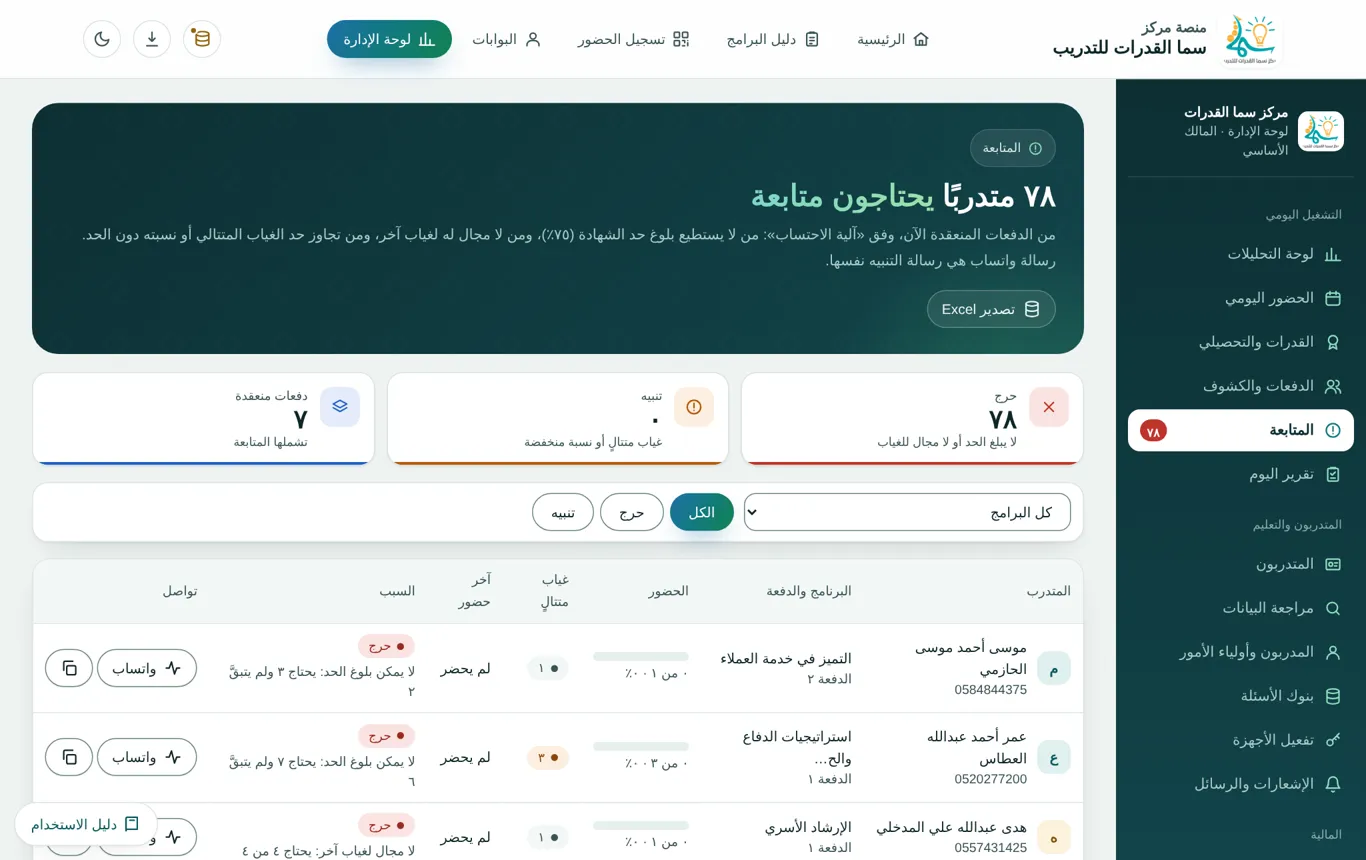 منصة مركز
سما القدرات للتدريب
الرئيسية
دليل البرامج
تسجيل الحضور
البوابات
لوحة الإدارة
مركز سما القدرات
لوحة الإدارة · المالك
الأساسي
التشغيل اليومي
لوحة التحليلات
الحضور اليومي
القدرات والتحصيلي
الدفعات والكشوف
المتابعة
٧٨
تقرير اليوم
المتدربون والتعليم
المتدربون
مراجعة البيانات
المدربون وأولياء الأمور
بنوك الأسئلة
تفعيل الأجهزة
الإشعارات والرسائل
المالية
المتابعة
٧٨ متدربًا يحتاجون متابعة
من الدفعات المنعقدة الآن، وفق «آلية الاحتساب»: من لا يستطيع بلوغ حد الشهادة (٧٥٪)، ومن لا مجال له لغياب آخر، ومن تجاوز حد الغياب المتتالي أو نسبته دون الحد.
رسالة واتساب هي رسالة التنبيه نفسها.
تصدير Excel
حرج
٧٨
لا يبلغ الحد أو لا مجال للغياب
تنبيه
٠
غياب متتالٍ أو نسبة منخفضة
دفعات منعقدة
٧
تشملها المتابعة
كل البرامج
الكل
حرج
تنبيه
المتدرب
البرنامج والدفعة
الحضور
غياب
متتالٍ
آخر
حضور
السبب
تواصل
م
موسى أحمد موسى
الحازمي
0584844375
التميز في خدمة العملاء
الدفعة ٢
٠ من ١ ٠٠٪
١
لم يحضر
حرج
لا يمكن بلوغ الحد: يحتاج ٣ ولم يتبقَّ
٢
واتساب
ع
عمر أحمد عبدالله
العطاس
0520277200
استراتيجيات الدفاع
والح...
الدفعة ١
٠ من ٣ ٠٠٪
٣
لم يحضر
حرج
لا يمكن بلوغ الحد: يحتاج ٧ ولم يتبقَّ
٦
واتساب
ه
هدى عبدالله علي المدخلي
0557431425
الإرشاد الأسري
الدفعة ١
٠ من ١ ٠٠٪
١
لم يحضر
حرج
لا مجال لغياب آخر: يحتاج ٤ من ٤
دليل الاستخدام